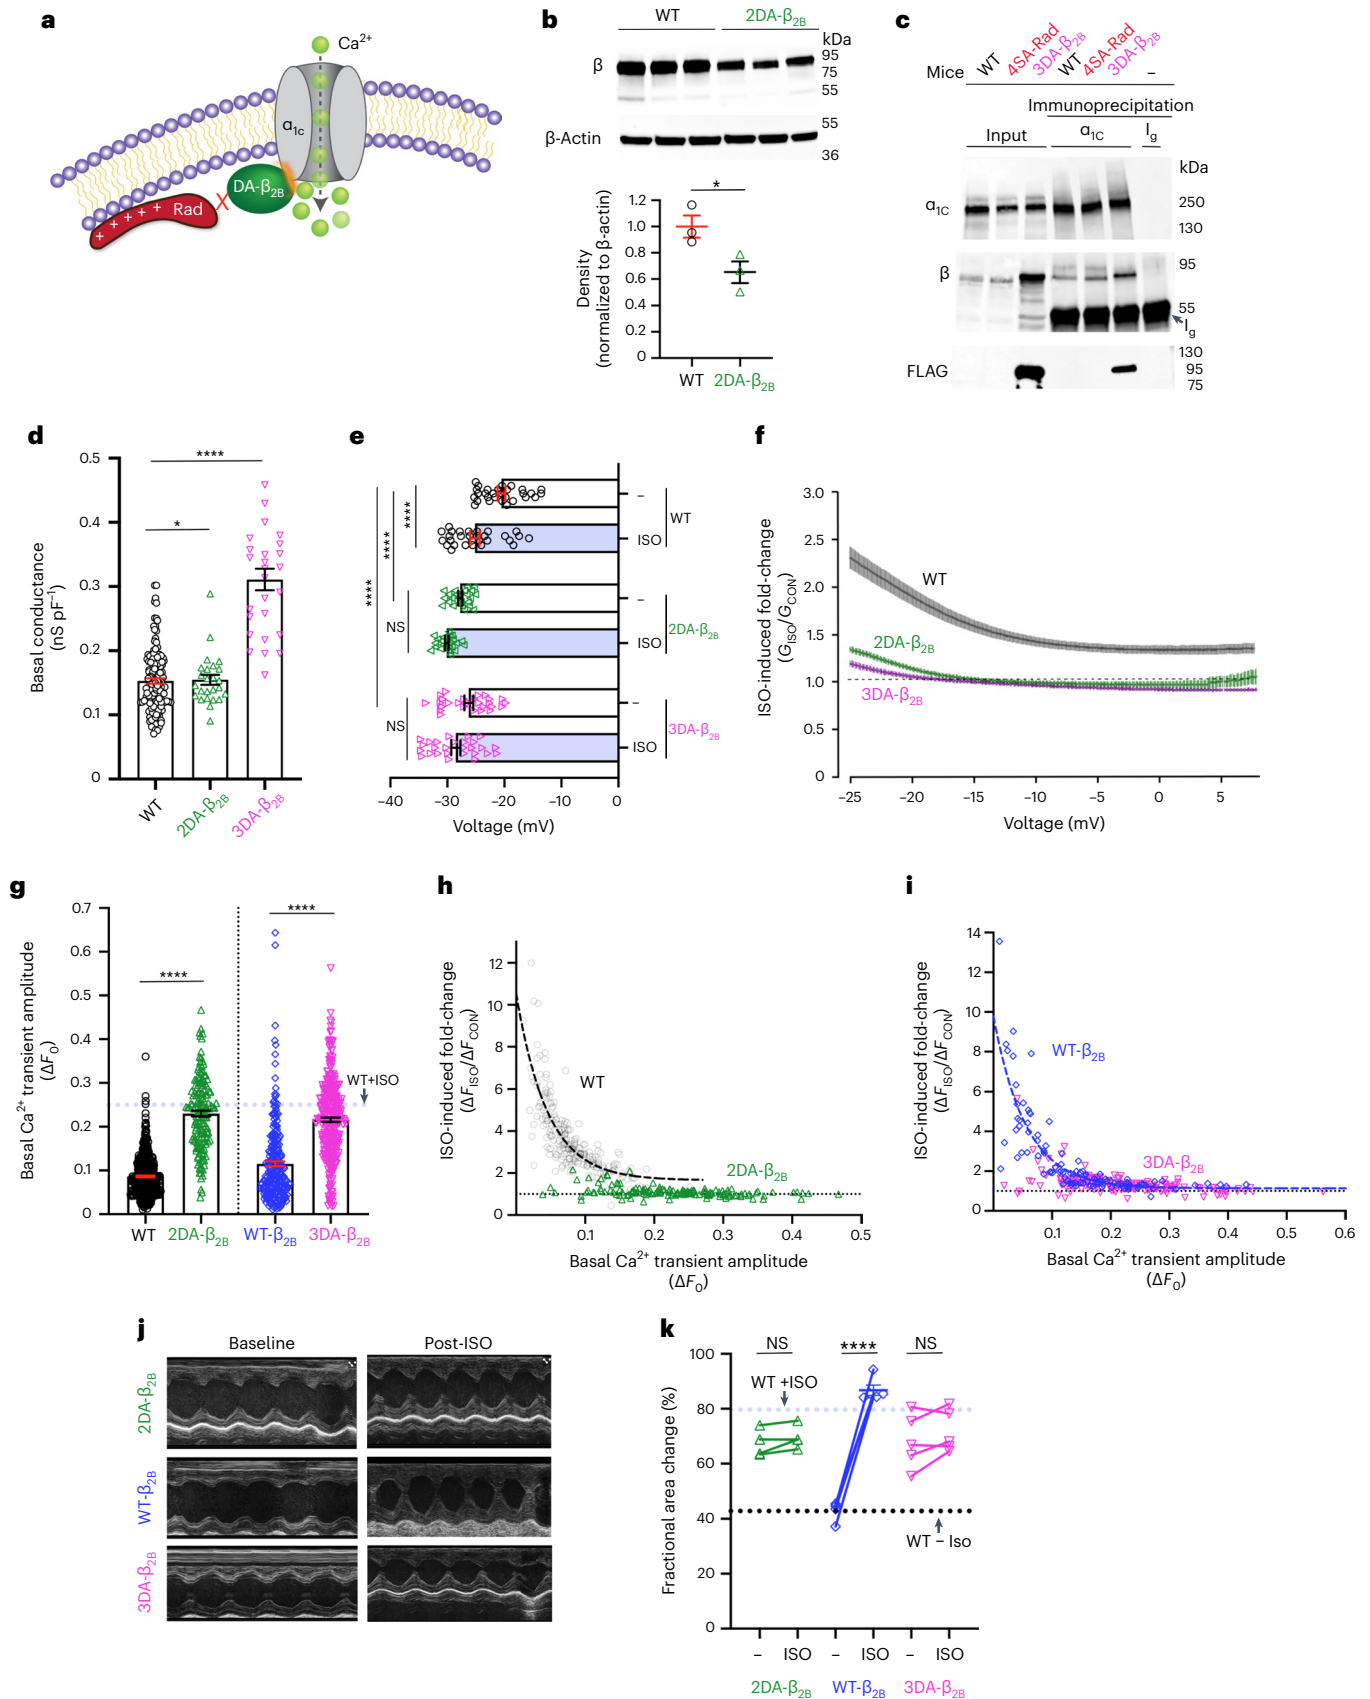 a
Ca2+
α1c
DA-β2B
Rad
X
+ + + + +
b
WT
2DA-β2B
kDa
β
95
75
55
β-Actin
55
36
*
Density
(normalized to β-actin)
1.2
1.0
0.8
0.6
0.4
0.2
0
WT
2DA-β2B
c
Mice
WT
4SA-Rad
3DA-β2B
WT
4SA-Rad
3DA-β2B
–
Immunoprecipitation
Input
α1C
Ig
kDa
α1C
250
130
β
95
55
Ig
FLAG
130
95
75
d
Basal conductance
(nS pF−1)
0.5
0.4
0.3
0.2
0.1
0
****
*
WT
2DA-β2B
3DA-β2B
e
****
****
****
NS
NS
–
ISO
WT
–
ISO
2DA-β2B
–
ISO
3DA-β2B
−40
−30
−20
−10
0
Voltage (mV)
f
ISO-induced fold-change
(GISO/GCON)
3.0
2.5
2.0
1.5
1.0
0.5
0
WT
2DA-β2B
3DA-β2B
−25
−20
−15
−10
−5
0
5
Voltage (mV)
g
Basal Ca2+ transient amplitude
(ΔF0)
0.7
0.6
0.5
0.4
0.3
0.2
0.1
0
****
****
WT+ISO
WT
2DA-β2B
WT-β2B
3DA-β2B
h
ISO-induced fold-change
(ΔFISO/ΔFCON)
12
10
8
6
4
2
0
WT
2DA-β2B
0.1
0.2
0.3
0.4
0.5
Basal Ca2+ transient amplitude
(ΔF0)
i
ISO-induced fold-change
(ΔFISO/ΔFCON)
14
12
10
8
6
4
2
0
WT-β2B
3DA-β2B
0.1
0.2
0.3
0.4
0.5
0.6
Basal Ca2+ transient amplitude
(ΔF0)
j
Baseline
Post-ISO
2DA-β2B
WT-β2B
3DA-β2B
k
Fractional area change (%)
100
80
60
40
20
0
NS
****
NS
WT +ISO
WT – Iso
–
ISO
–
ISO
–
ISO
2DA-β2B
WT-β2B
3DA-β2B